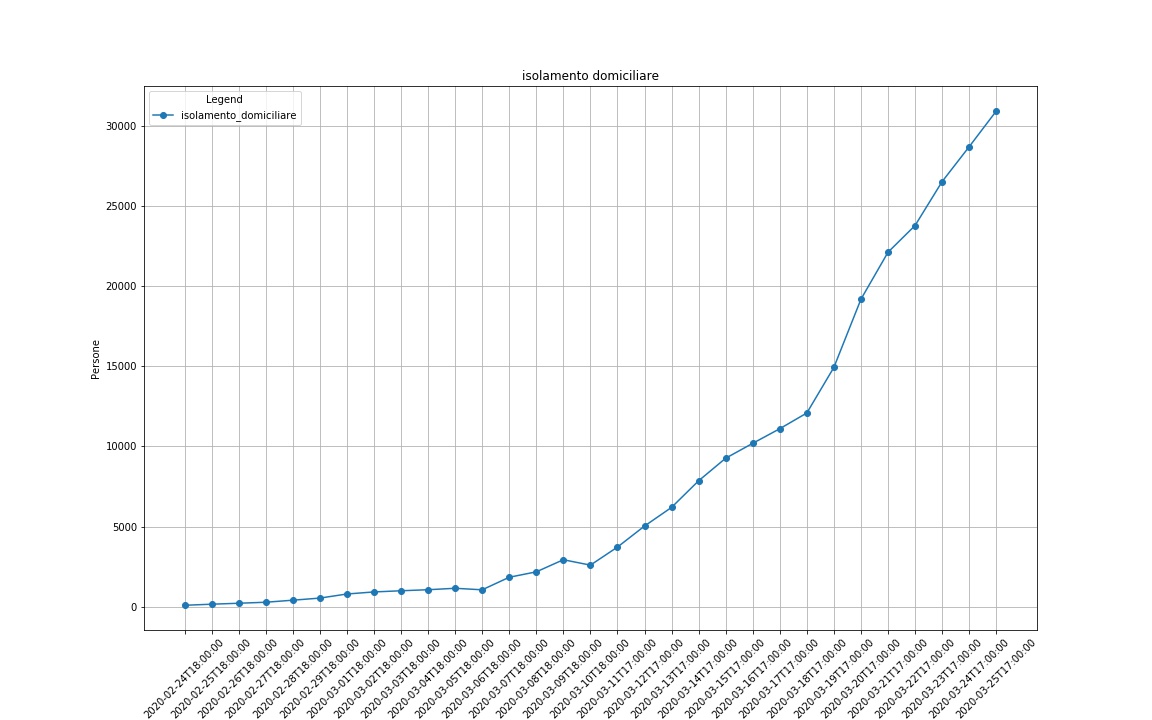 isolamento domiciliare
Legend
isolamento_domiciliare
30000
25000
20000
15000
10000
5000
0
Persone
2020-02-24T18:00:00
2020-02-25T18:00:00
2020-02-26T18:00:00
2020-02-27T18:00:00
2020-02-28T18:00:00
2020-02-29T18:00:00
2020-03-01T18:00:00
2020-03-02T18:00:00
2020-03-03T18:00:00
2020-03-04T18:00:00
2020-03-05T18:00:00
2020-03-06T18:00:00
2020-03-07T18:00:00
2020-03-08T18:00:00
2020-03-09T18:00:00
2020-03-10T18:00:00
2020-03-11T17:00:00
2020-03-12T17:00:00
2020-03-13T17:00:00
2020-03-14T17:00:00
2020-03-15T17:00:00
2020-03-16T17:00:00
2020-03-17T17:00:00
2020-03-18T17:00:00
2020-03-19T17:00:00
2020-03-20T17:00:00
2020-03-21T17:00:00
2020-03-22T17:00:00
2020-03-23T17:00:00
2020-03-24T17:00:00
2020-03-25T17:00:00